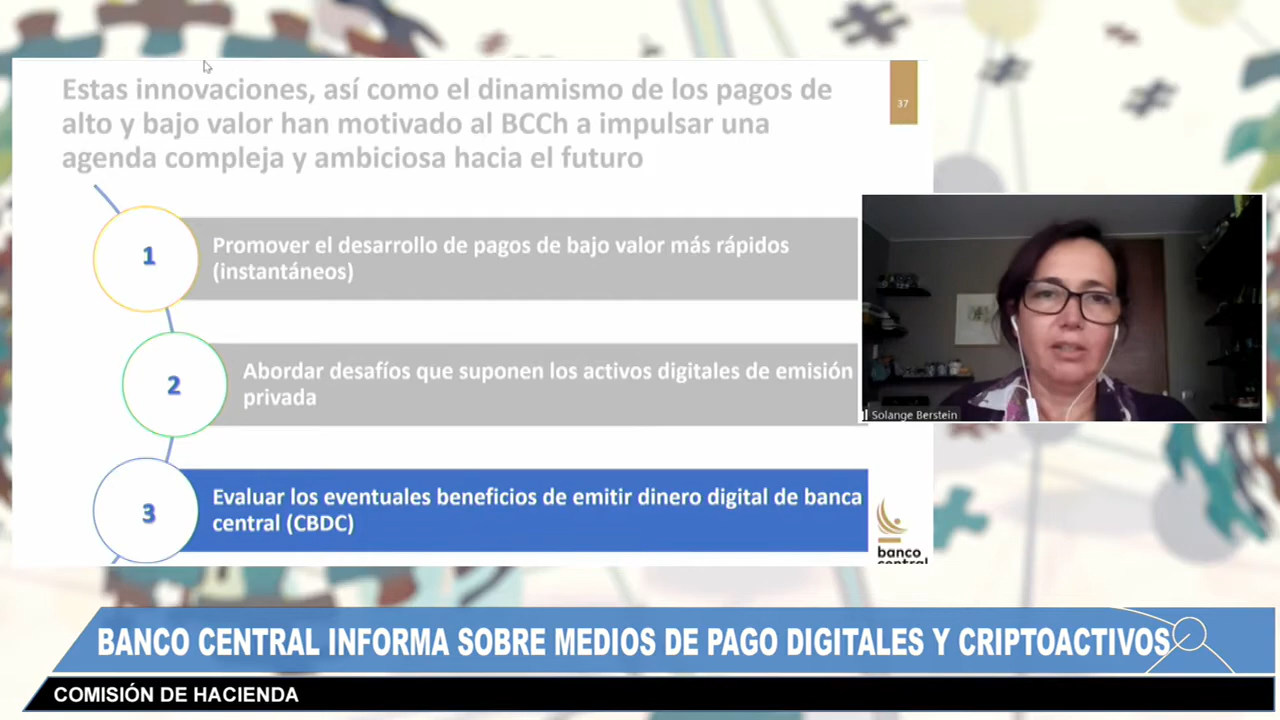 Estas innovaciones, así como el dinamismo de los pagos de
alto y bajo valor han motivado al BCCh a impulsar una
agenda compleja y ambiciosa hacia el futuro
37
1
Promover el desarrollo de pagos de bajo valor más rápidos
(instantáneos)
2
Abordar desafíos que suponen los activos digitales de emisión
privada
3
Evaluar los eventuales beneficios de emitir dinero digital de banca
central (CBDC)
banco
central
Solange Berstein
BANCO CENTRAL INFORMA SOBRE MEDIOS DE PAGO DIGITALES Y CRIPTOACTIVOS
COMISIÓN DE HACIENDA